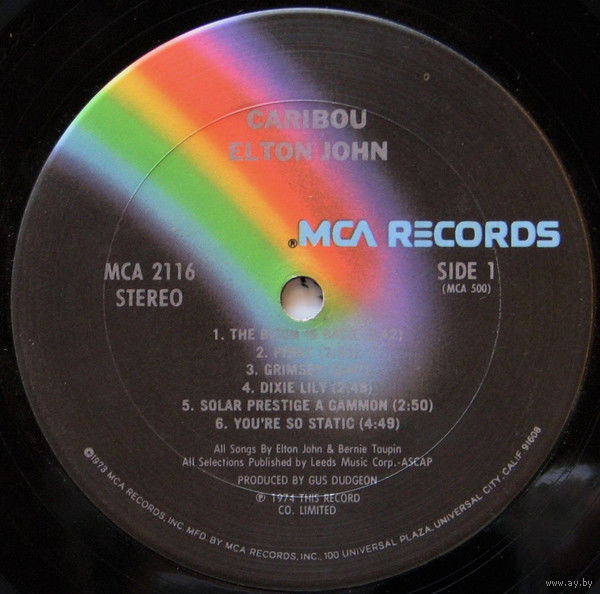 CARIBOU
ELTON JOHN
®MCA RECORDS
MCA 2116
STEREO
SIDE 1
(MCA 500)
1. THE
2.
3.
4. DIXIE LILY
5. SOLAR PRESTIGE A GAMMON (2:50)
6. YOU'RE SO STATIC (4:49)
All Songs By Elton John & Bernie Taupin
All Selections Published by Leeds Music Corp.-ASCAP
PRODUCED BY GUS DUDGEON
℗ 1974 THIS RECORD
CO. LIMITED
©1973 MCA RECORDS, INC. MFD. BY MCA RECORDS, INC., 100 UNIVERSAL PLAZA, UNIVERSAL CITY, CALIF. 91608
www.ay.by